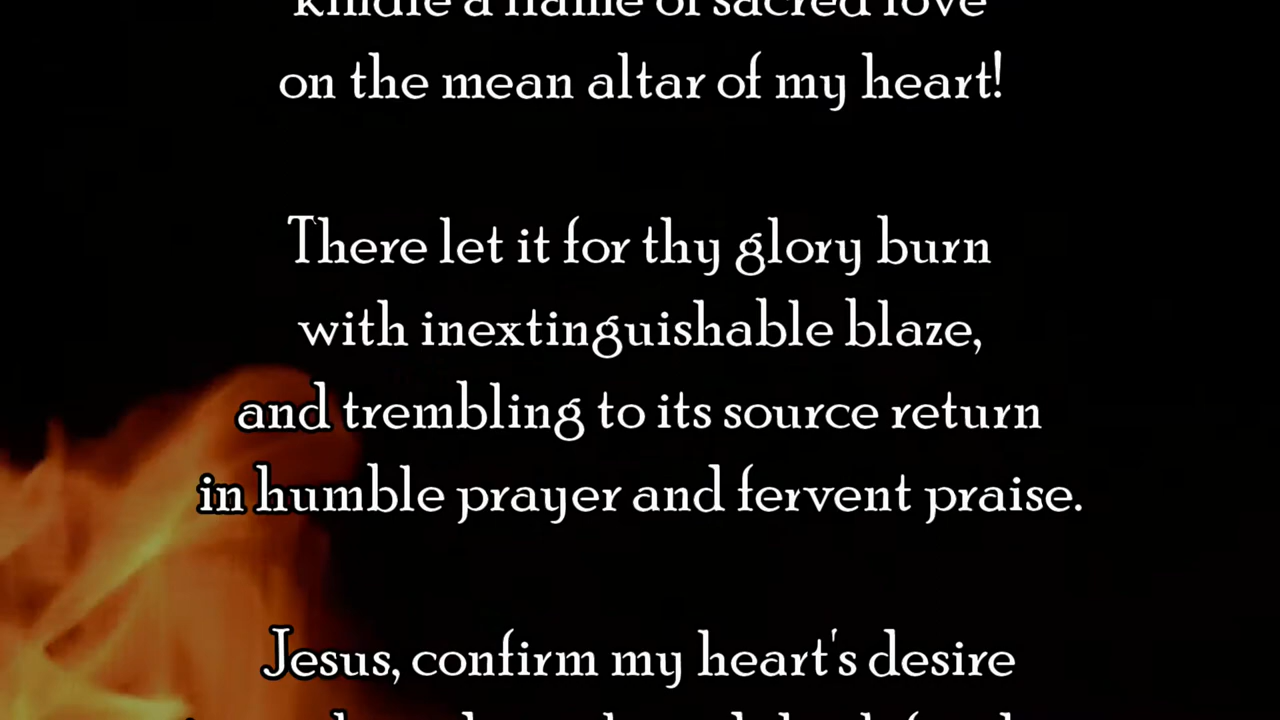 kindle a flame of sacred love
on the mean altar of my heart!
There let it for thy glory burn
with inextinguishable blaze,
and trembling to its source return
in humble prayer and fervent praise.
Jesus, confirm my heart's desire